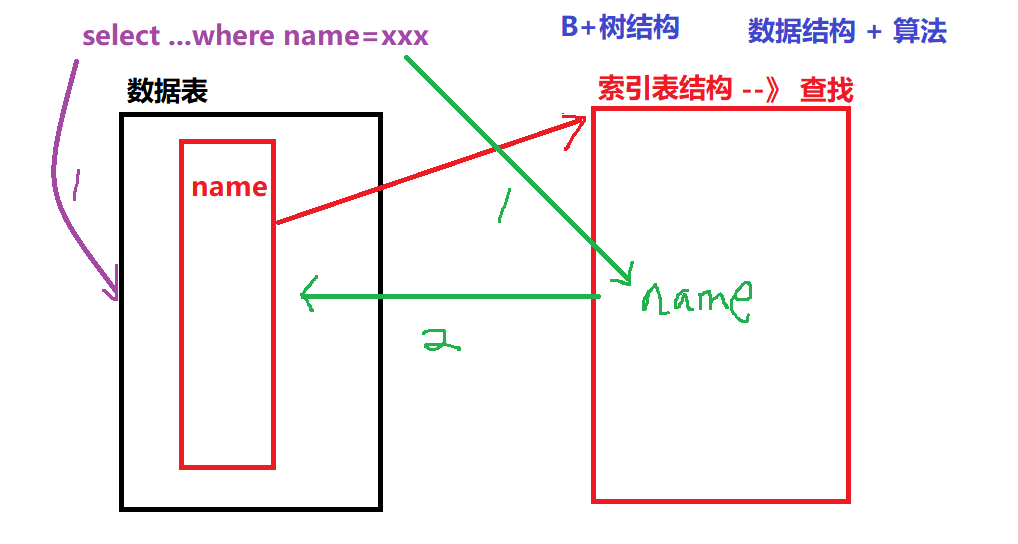 select ...where name=xxx
B+树结构
数据结构 + 算法
数据表
索引表结构 --》 查找
name
1
1
name
2